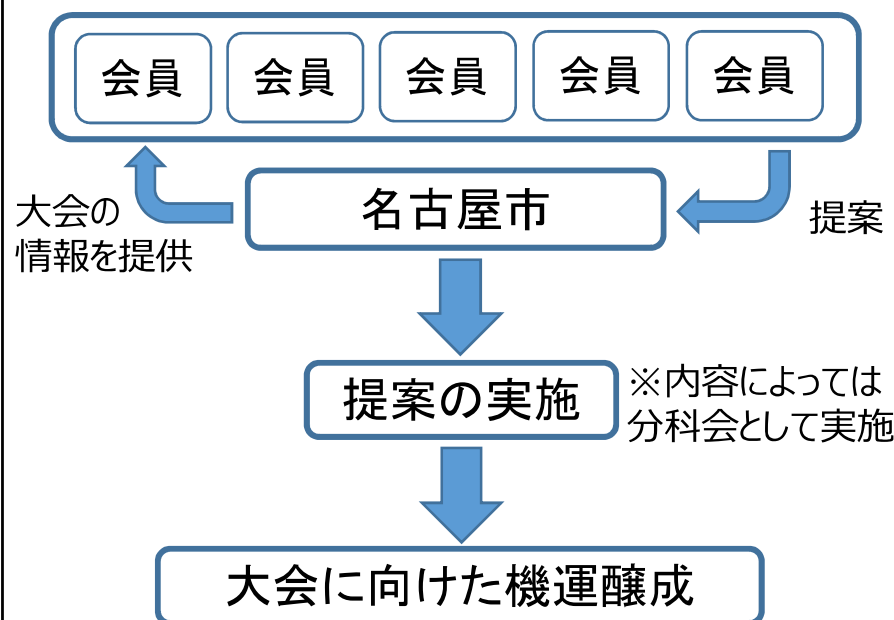 会員 会員 会員 会員 会員
名古屋市
大会の
情報を提供
提案
提案の実施
※内容によっては
分科会として実施
大会に向けた機運醸成